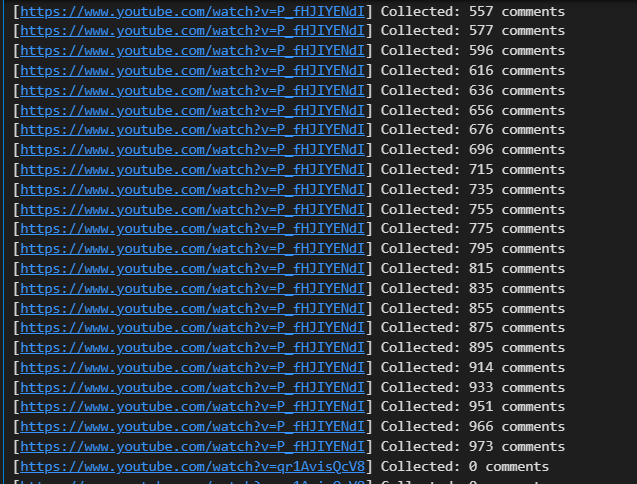 [https://www.youtube.com/watch?v=P_fHJIYENdI] Collected: 557 comments
[https://www.youtube.com/watch?v=P_fHJIYENdI] Collected: 577 comments
[https://www.youtube.com/watch?v=P_fHJIYENdI] Collected: 596 comments
[https://www.youtube.com/watch?v=P_fHJIYENdI] Collected: 616 comments
[https://www.youtube.com/watch?v=P_fHJIYENdI] Collected: 636 comments
[https://www.youtube.com/watch?v=P_fHJIYENdI] Collected: 656 comments
[https://www.youtube.com/watch?v=P_fHJIYENdI] Collected: 676 comments
[https://www.youtube.com/watch?v=P_fHJIYENdI] Collected: 696 comments
[https://www.youtube.com/watch?v=P_fHJIYENdI] Collected: 715 comments
[https://www.youtube.com/watch?v=P_fHJIYENdI] Collected: 735 comments
[https://www.youtube.com/watch?v=P_fHJIYENdI] Collected: 755 comments
[https://www.youtube.com/watch?v=P_fHJIYENdI] Collected: 775 comments
[https://www.youtube.com/watch?v=P_fHJIYENdI] Collected: 795 comments
[https://www.youtube.com/watch?v=P_fHJIYENdI] Collected: 815 comments
[https://www.youtube.com/watch?v=P_fHJIYENdI] Collected: 835 comments
[https://www.youtube.com/watch?v=P_fHJIYENdI] Collected: 855 comments
[https://www.youtube.com/watch?v=P_fHJIYENdI] Collected: 875 comments
[https://www.youtube.com/watch?v=P_fHJIYENdI] Collected: 895 comments
[https://www.youtube.com/watch?v=P_fHJIYENdI] Collected: 914 comments
[https://www.youtube.com/watch?v=P_fHJIYENdI] Collected: 933 comments
[https://www.youtube.com/watch?v=P_fHJIYENdI] Collected: 951 comments
[https://www.youtube.com/watch?v=P_fHJIYENdI] Collected: 966 comments
[https://www.youtube.com/watch?v=P_fHJIYENdI] Collected: 973 comments
[https://www.youtube.com/watch?v=qr1AvisQcV8] Collected: 0 comments